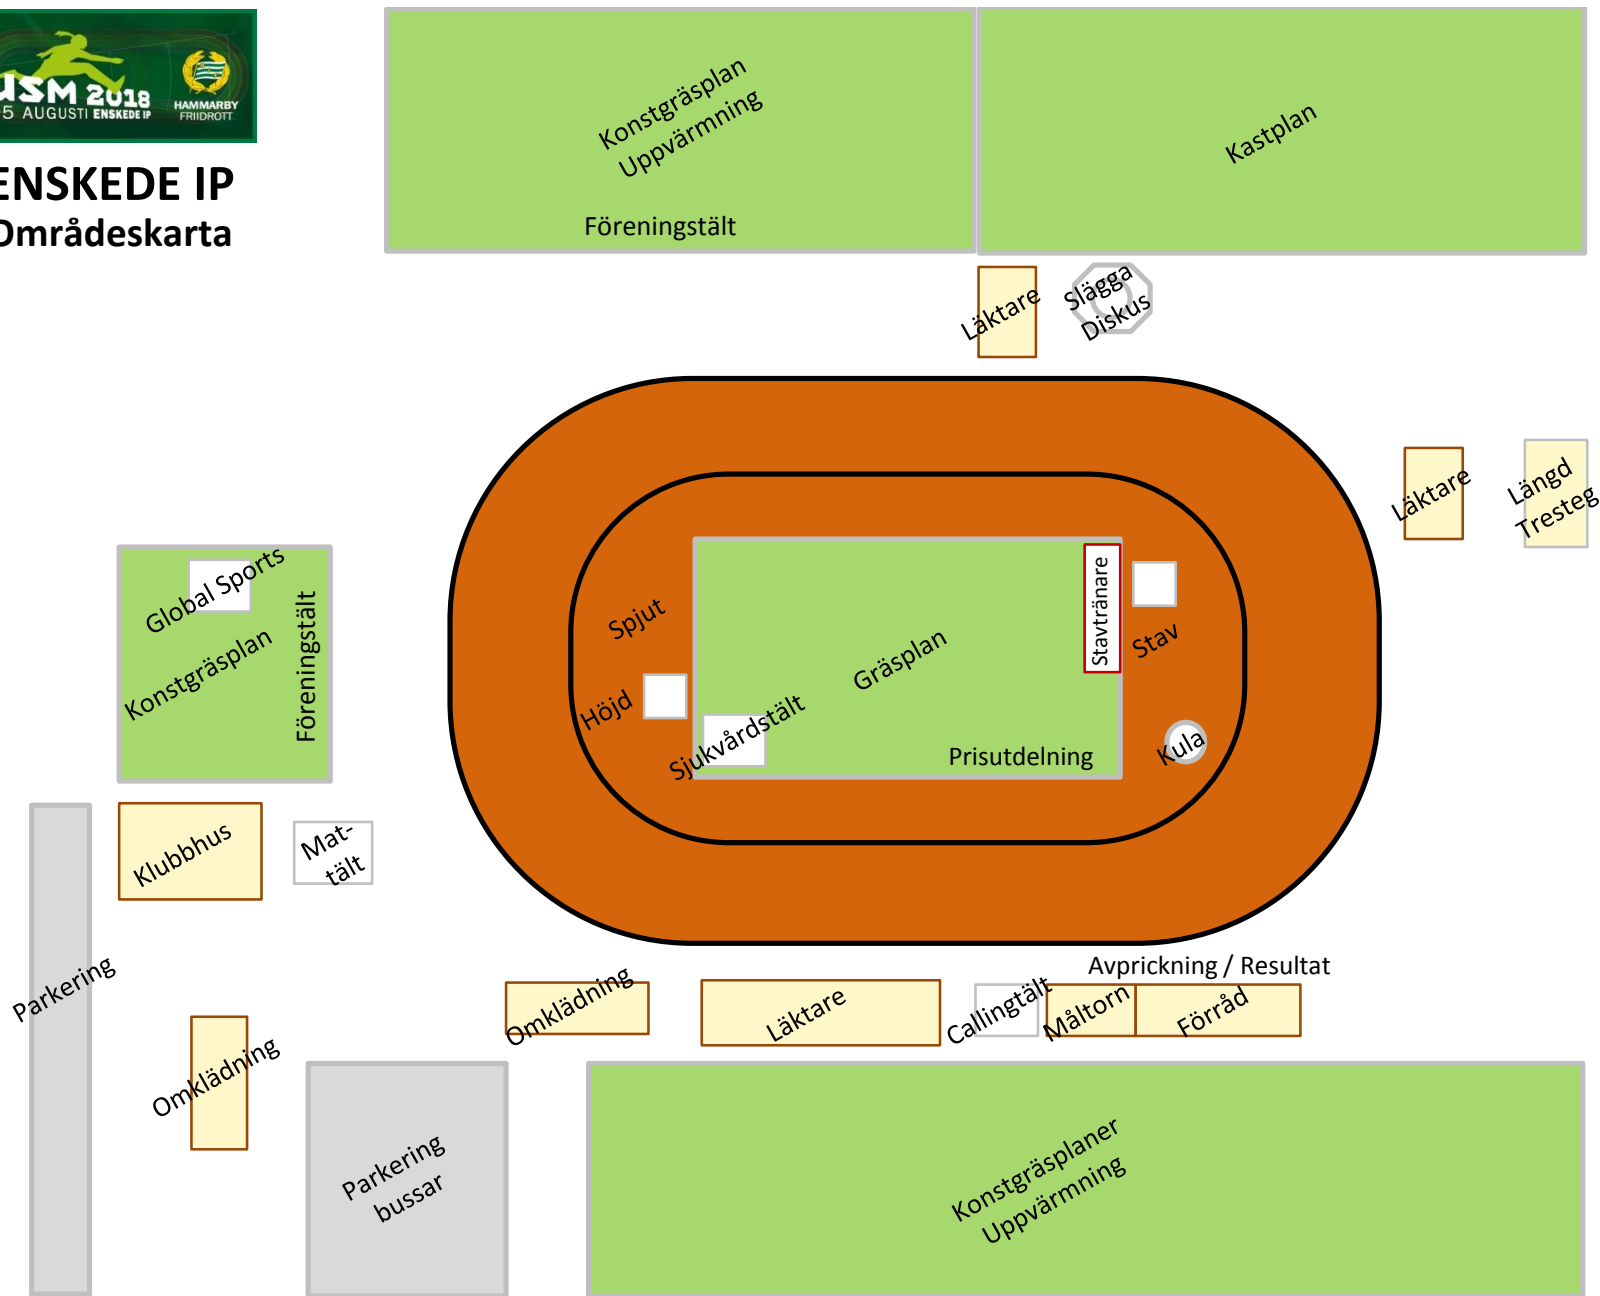 USM 2018
5 AUGUSTI ENSKEDE IP
HAMMARBY
FRIIDROTT
ENSKEDE IP
Områdeskarta
Konstgräsplan
Uppvärmning
Föreningstält
Kastplan
Läktare
Slägga
Diskus
Läktare
Längd
Tresteg
Global Sports
Konstgräsplan
Föreningstält
Spjut
Höjd
Sjukvårdstält
Gräsplan
Stavtränare
Stav
Prisutdelning
Kula
Klubbhus
Mat-
tält
Parkering
Omklädning
Omklädning
Läktare
Callingtält
Avprickning / Resultat
Måltorn
Förråd
Parkering
bussar
Konstgräsplaner
Uppvärmning